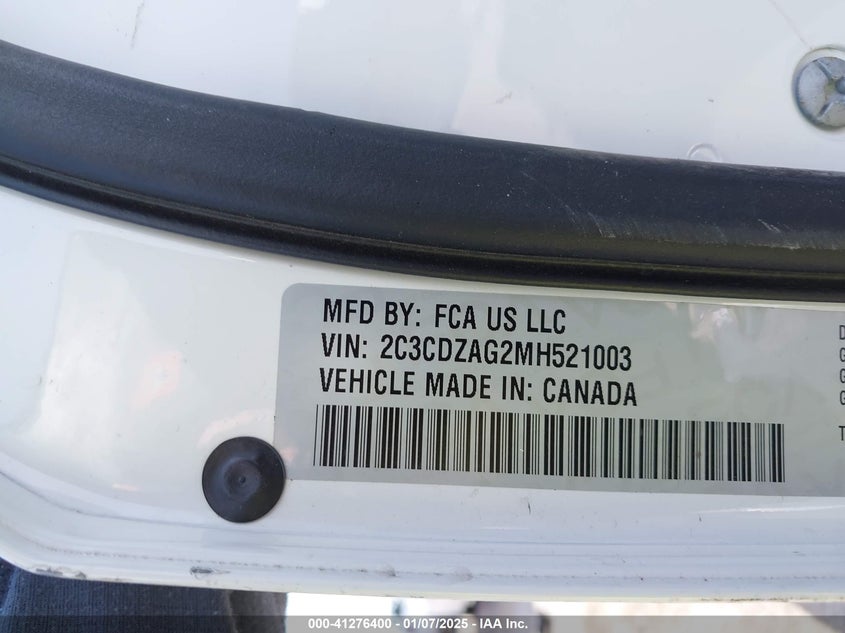 MFD BY: FCA US LLC
VIN: 2C3CDZAG2MH521003
VEHICLE MADE IN: CANADA
D
G
G
G
T
000-41276400 — 01/07/2025 — IAA Inc.